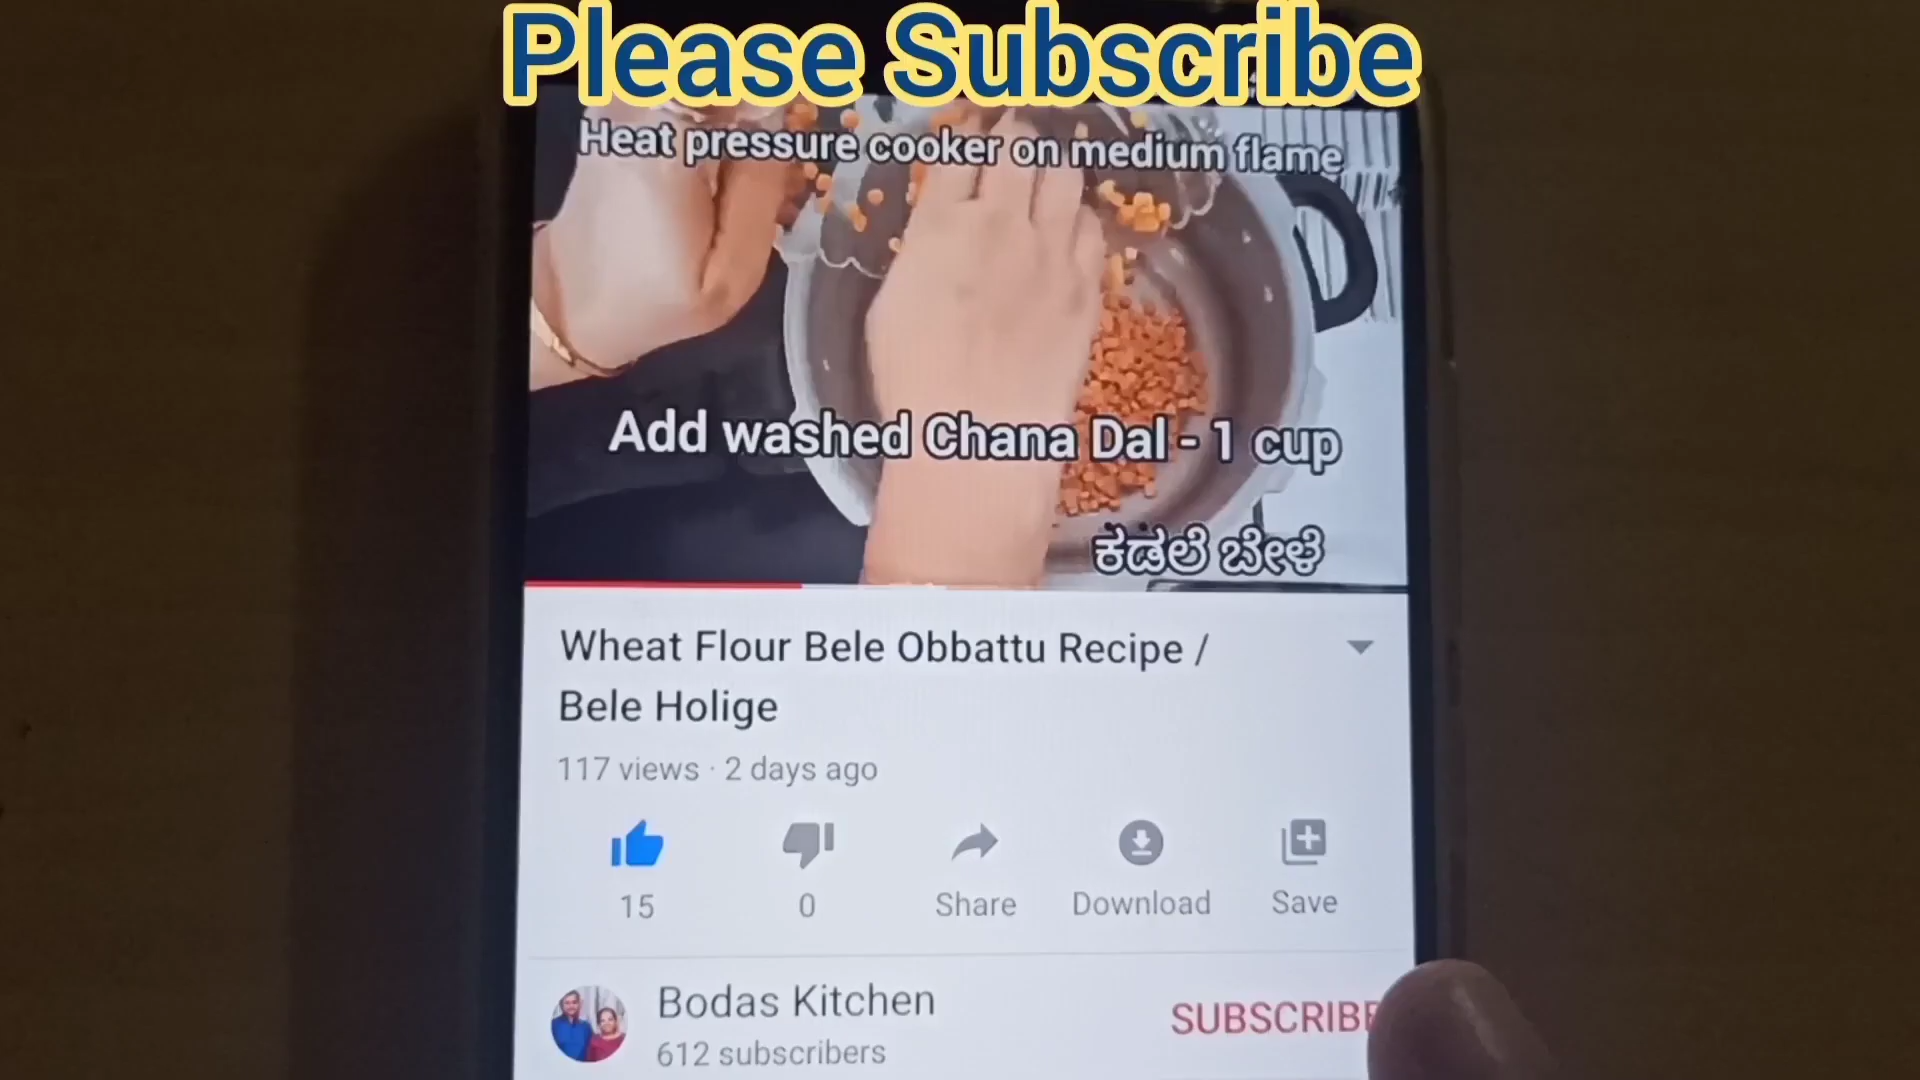 Please Subscribe
Heat pressure cooker on medium flame
Add washed Chana Dal - 1 cup
ಕಡಲೆ ಬೇಳೆ
Wheat Flour Bele Obbattu Recipe /
Bele Holige
117 views · 2 days ago
15
0
Share
Download
Save
Bodas Kitchen
SUBSCRIBE
612 subscribers